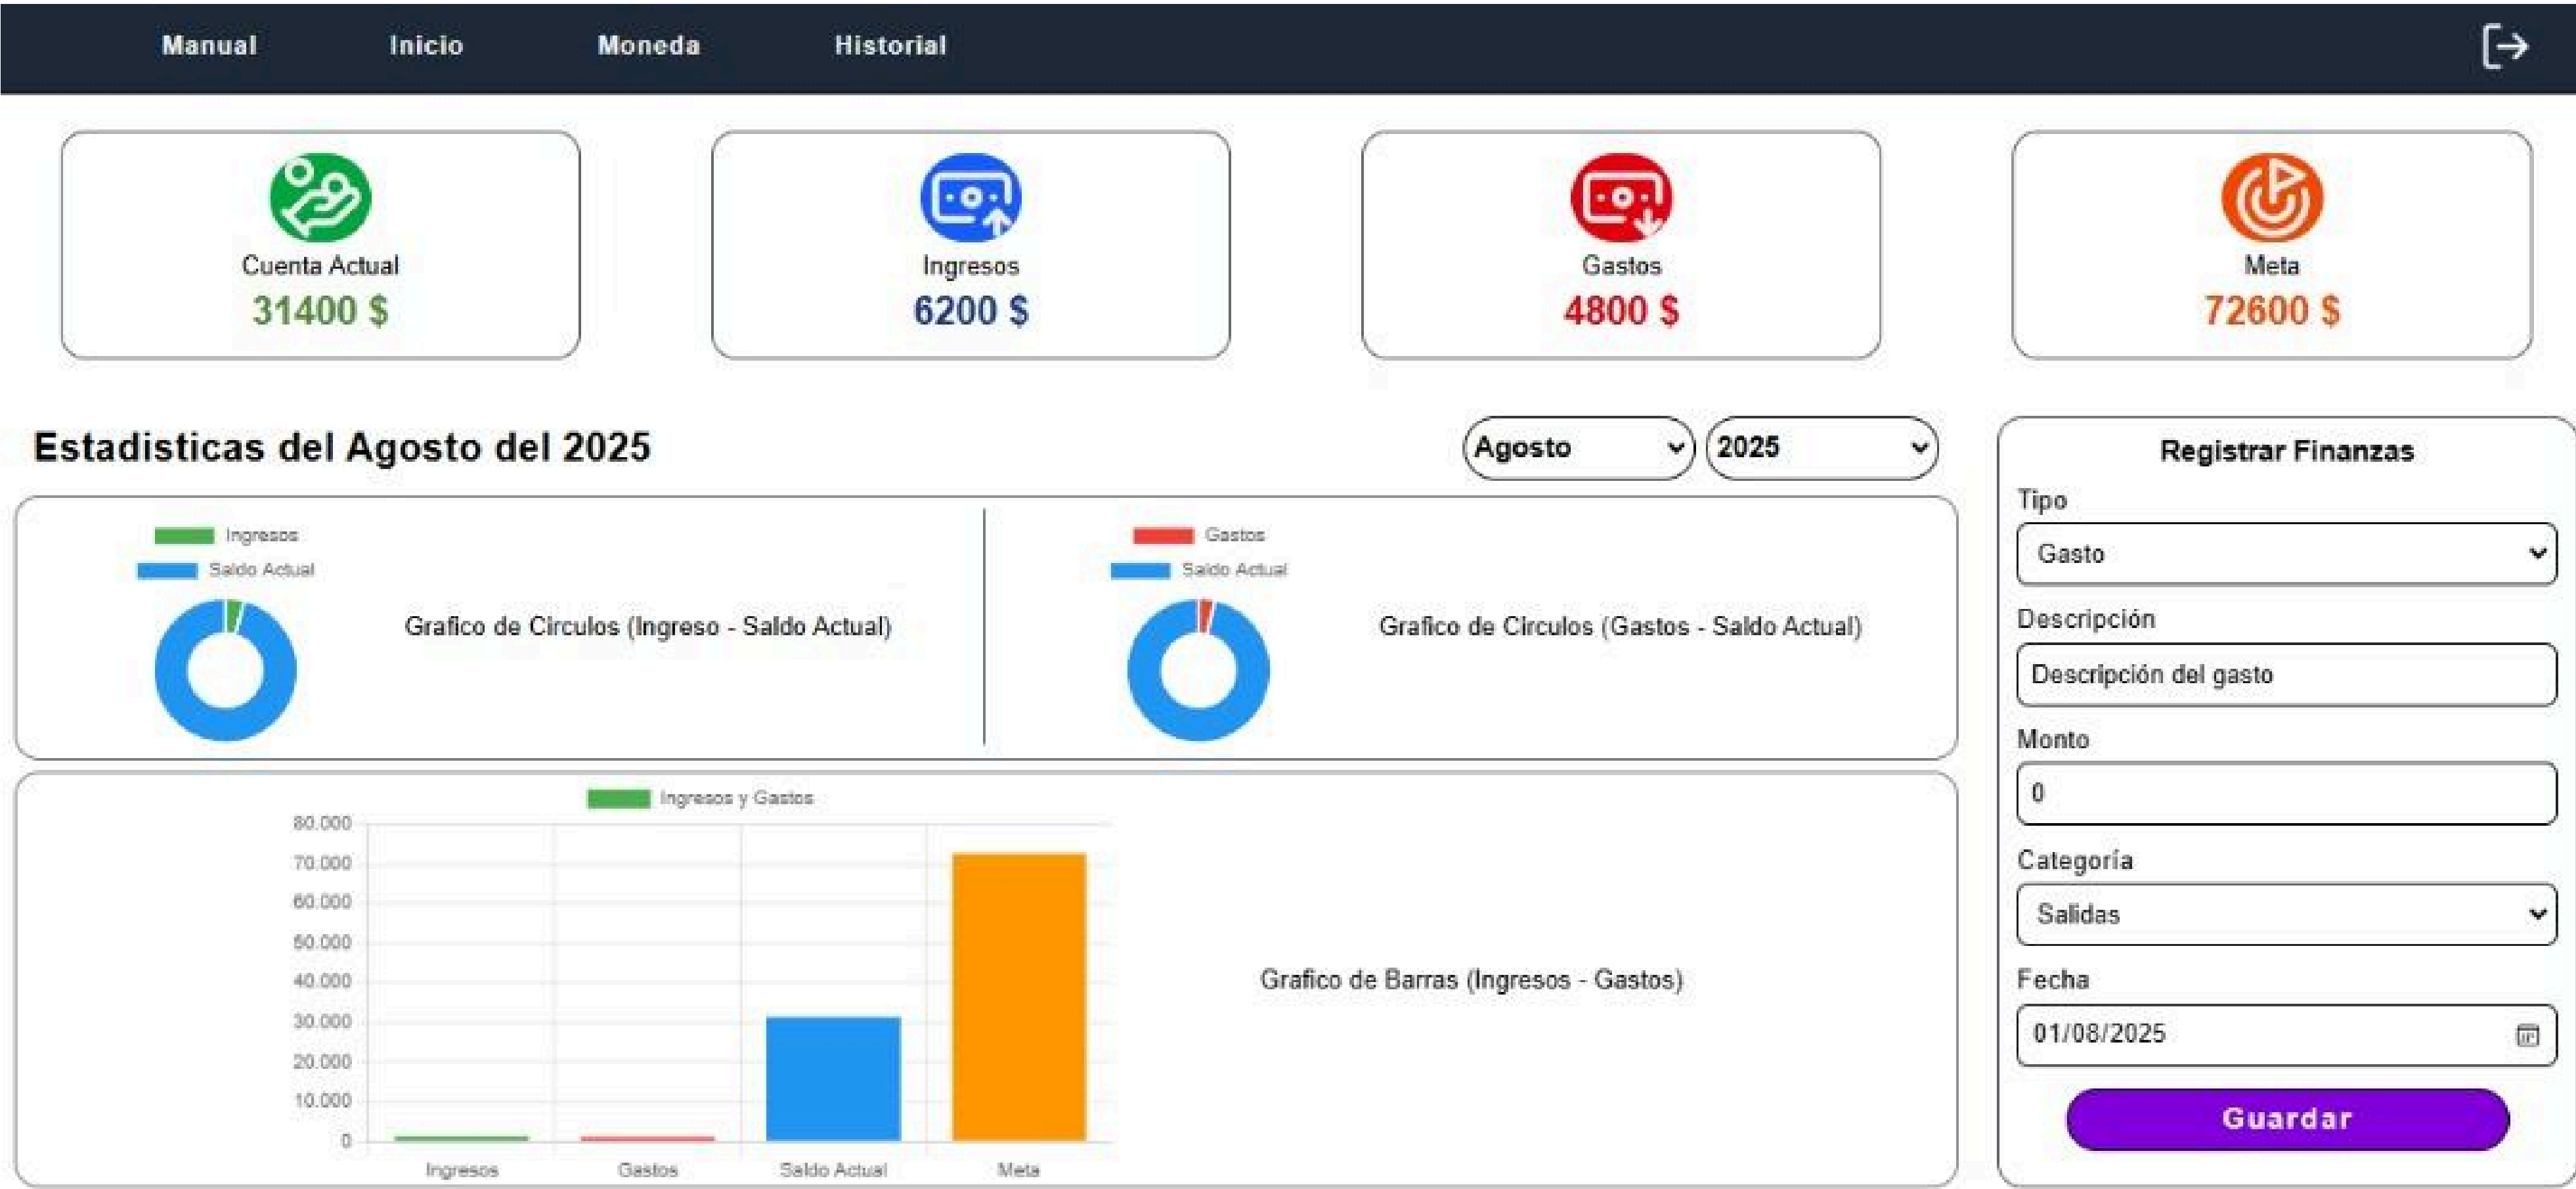 Manual Inicio Moneda Historial
Cuenta Actual
31400 $
Ingresos
6200 $
Gastos
4800 $
Meta
72600 $
Estadisticas del Agosto del 2025
Agosto 2025
Ingresos
Saldo Actual
Grafico de Circulos (Ingreso - Saldo Actual)
Gastos
Saldo Actual
Grafico de Circulos (Gastos - Saldo Actual)
Ingresos y Gastos
80.000
70.000
60.000
50.000
40.000
30.000
20.000
10.000
0
Ingresos Gastos Saldo Actual Meta
Grafico de Barras (Ingresos - Gastos)
Registrar Finanzas
Tipo
Gasto
Descripción
Descripción del gasto
Monto
0
Categoría
Salidas
Fecha
01/08/2025
Guardar